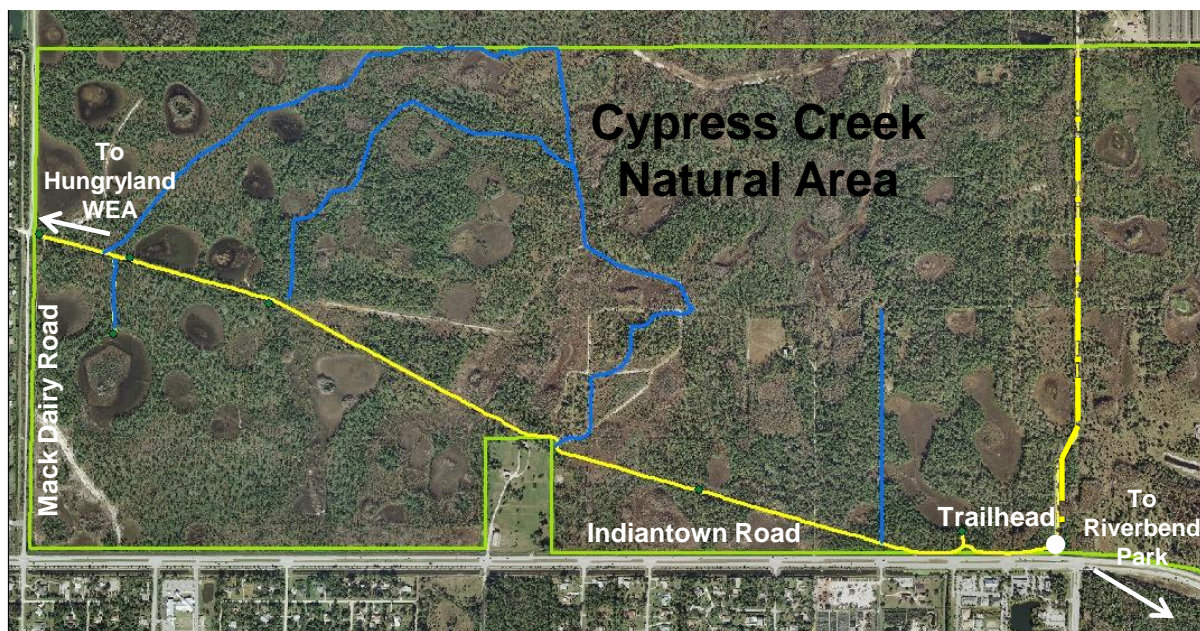 Cypress Creek
Natural Area
To
Hungryland
WEA
Mack Dairy Road
Indiantown Road
Trailhead
To
Riverbend
Park